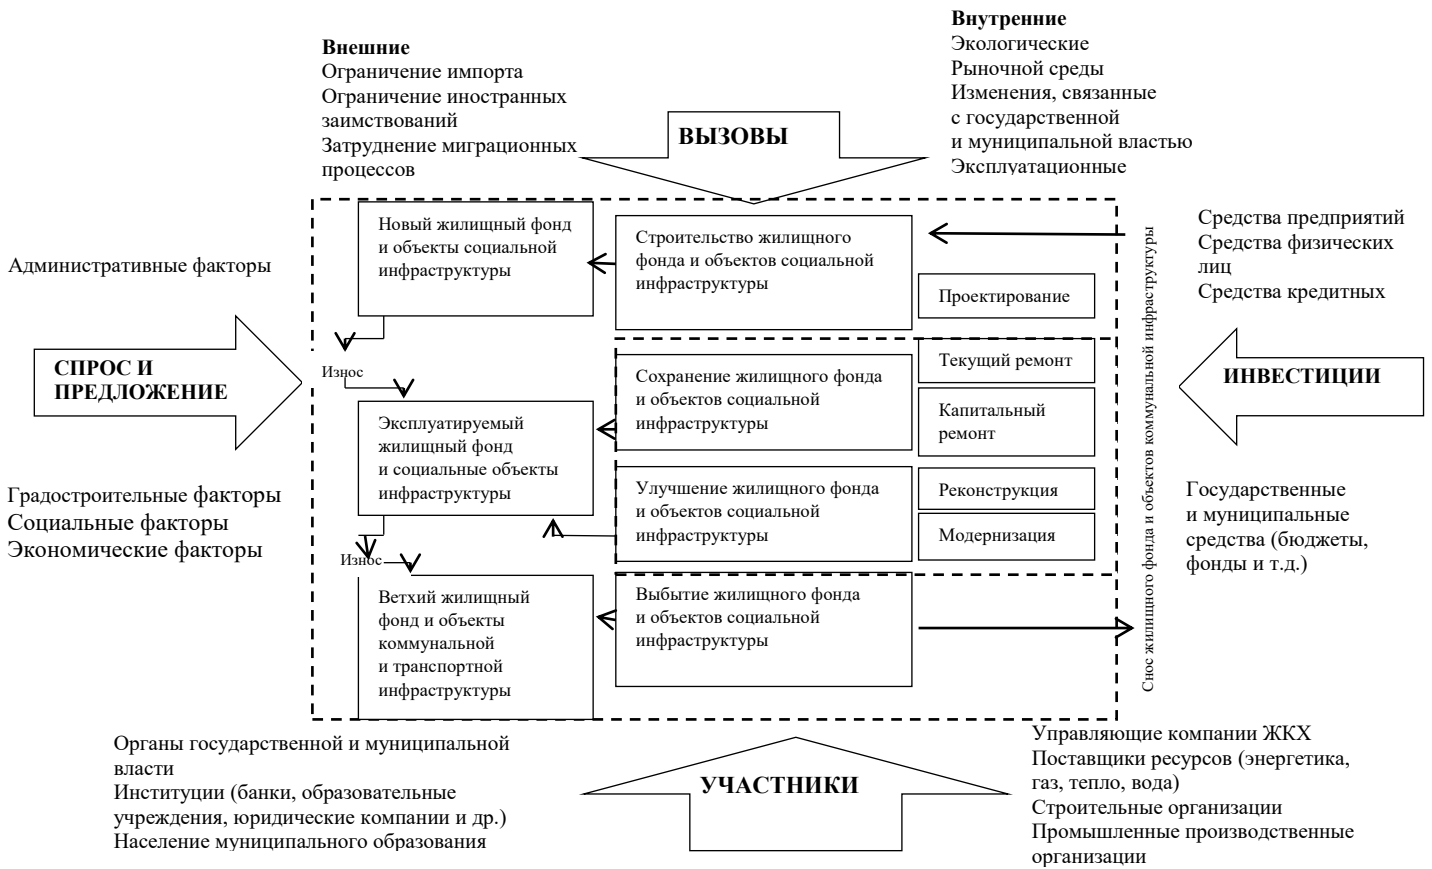 Внешние
Ограничение импорта
Ограничение иностранных
заимствований
Затруднение миграционных
процессов
ВЫЗОВЫ
Внутренние
Экологические
Рыночной среды
Изменения, связанные
с государственной
и муниципальной властью
Эксплуатационные
Административные факторы
СПРОС И
ПРЕДЛОЖЕНИЕ
Градостроительные факторы
Социальные факторы
Экономические факторы
Новый жилищный фонд
и объекты социальной
инфраструктуры
Износ
Эксплуатируемый
жилищный фонд
и социальные объекты
инфраструктуры
Износ
Ветхий жилищный
фонд и объекты
коммунальной
и транспортной
инфраструктуры
Строительство жилищного
фонда и объектов социальной
инфраструктуры
Проектирование
Сохранение жилищного фонда
и объектов социальной
инфраструктуры
Текущий ремонт
Капитальный
ремонт
Улучшение жилищного фонда
и объектов социальной
инфраструктуры
Реконструкция
Модернизация
Выбытие жилищного фонда
и объектов социальной
инфраструктуры
Снос жилищного фонда и объектов коммунальной инфраструктуры
Средства предприятий
Средства физических
лиц
Средства кредитных
ИНВЕСТИЦИИ
Государственные
и муниципальные
средства (бюджеты,
фонды и т.д.)
Органы государственной и муниципальной
власти
Институции (банки, образовательные
учреждения, юридические компании и др.)
Население муниципального образования
УЧАСТНИКИ
Управляющие компании ЖКХ
Поставщики ресурсов (энергетика,
газ, тепло, вода)
Строительные организации
Промышленные производственные
организации